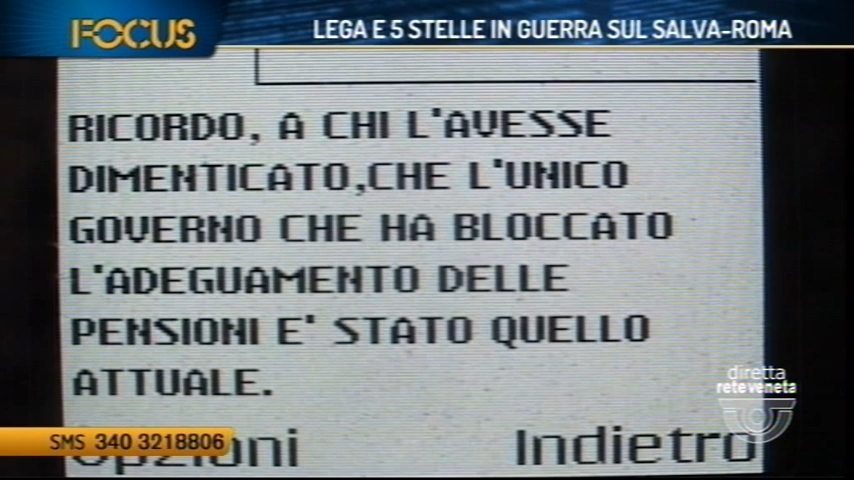 FOCUS
LEGA E 5 STELLE IN GUERRA SUL SALVA-ROMA
RICORDO, A CHI L'AVESSE
DIMENTICATO,CHE L'UNICO
GOVERNO CHE HA BLOCCATO
L'ADEGUAMENTO DELLE
PENSIONI E' STATO QUELLO
ATTUALE.
diretta
reteveneta
SMS 340 3218806
Opzioni Indietro